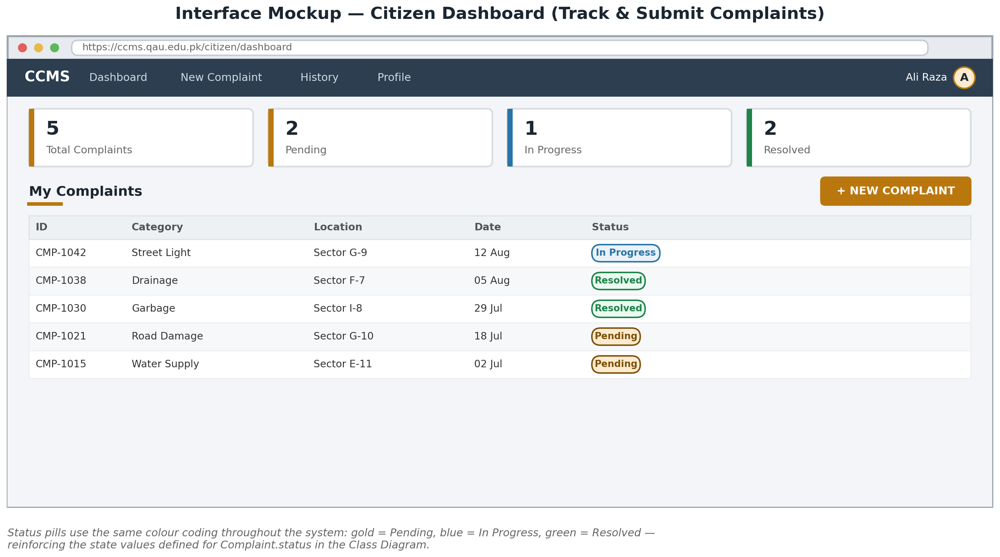 Interface Mockup — Citizen Dashboard (Track & Submit Complaints)
https://ccms.qau.edu.pk/citizen/dashboard
CCMS Dashboard New Complaint History Profile Ali Raza A
5 2 1 2
Total Complaints Pending In Progress Resolved
My Complaints + NEW COMPLAINT
ID Category Location Date Status
CMP-1042 Street Light Sector G-9 12 Aug In Progress
CMP-1038 Drainage Sector F-7 05 Aug Resolved
CMP-1030 Garbage Sector I-8 29 Jul Resolved
CMP-1021 Road Damage Sector G-10 18 Jul Pending
CMP-1015 Water Supply Sector E-11 02 Jul Pending
Status pills use the same colour coding throughout the system: gold = Pending, blue = In Progress, green = Resolved —
reinforcing the state values defined for Complaint.status in the Class Diagram.